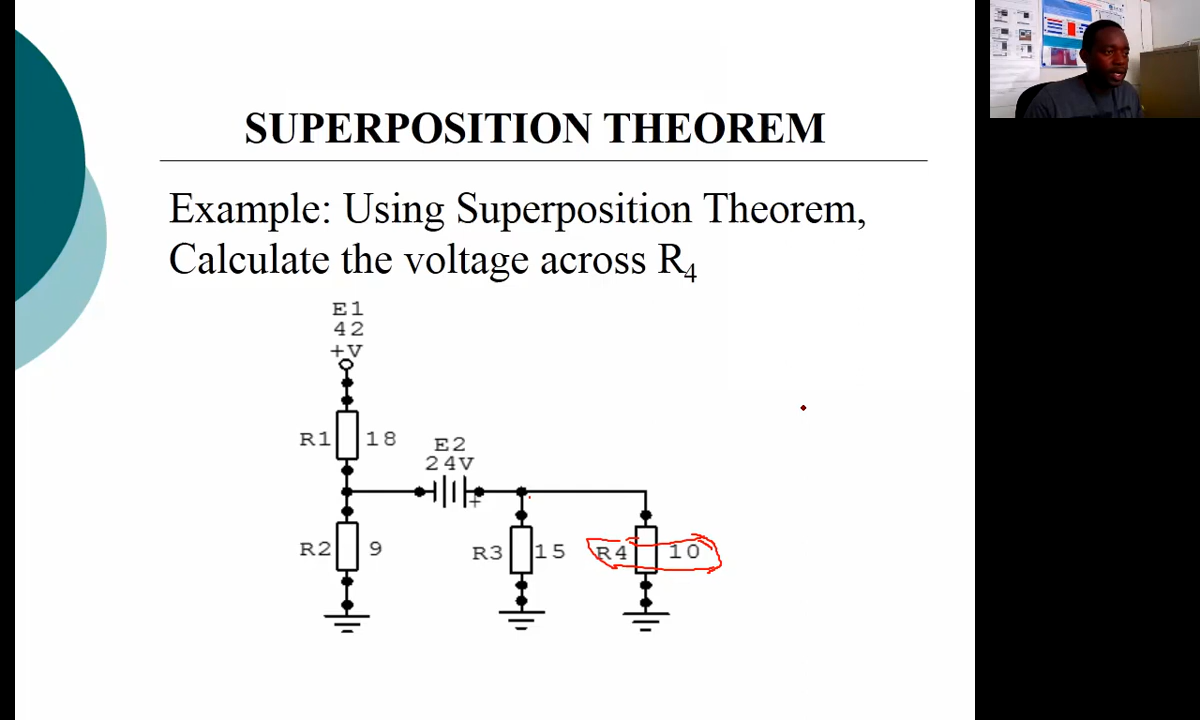 SUPERPOSITION THEOREM
Example: Using Superposition Theorem,
Calculate the voltage across R₄
E1
42
+V
R1 18
E2
24V
+
R2 9
R3 15
R4 10